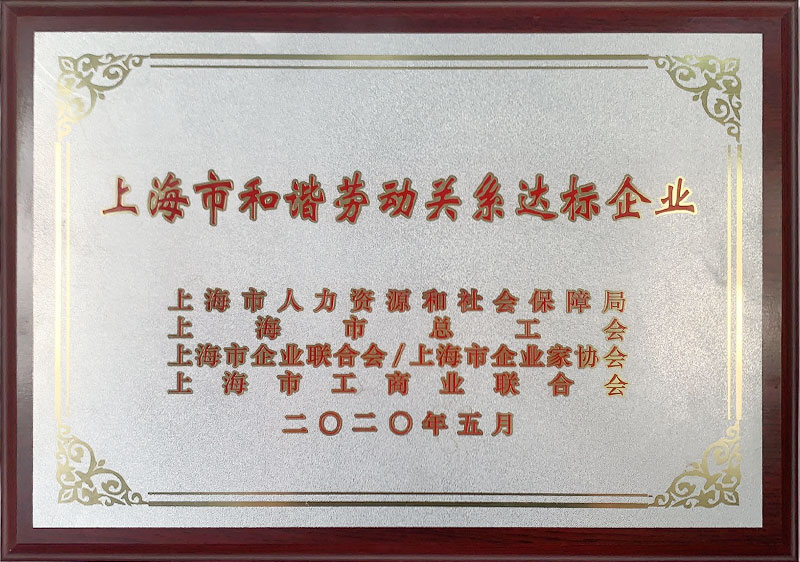 上海市和谐劳动关系达标企业
上海市人力资源和社会保障局
上海市总工会
上海市企业联合会/上海市企业家协会
上海市工商业联合会
二〇二〇年五月